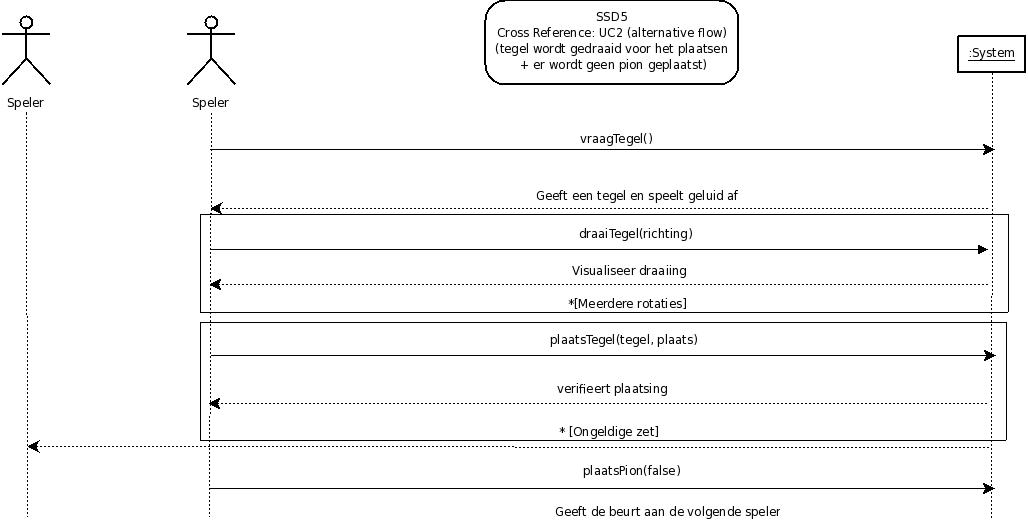 SSD5
Cross Reference: UC2 (alternative flow)
(tegel wordt gedraaid voor het plaatsen
+ er wordt geen pion geplaatst)
:System
Speler
Speler
vraagTegel()
Geeft een tegel en speelt geluid af
draaiTegel(richting)
Visualiseer draaiing
*[Meerdere rotaties]
plaatsTegel(tegel, plaats)
verifieert plaatsing
* [Ongeldige zet]
plaatsPion(false)
Geeft de beurt aan de volgende speler